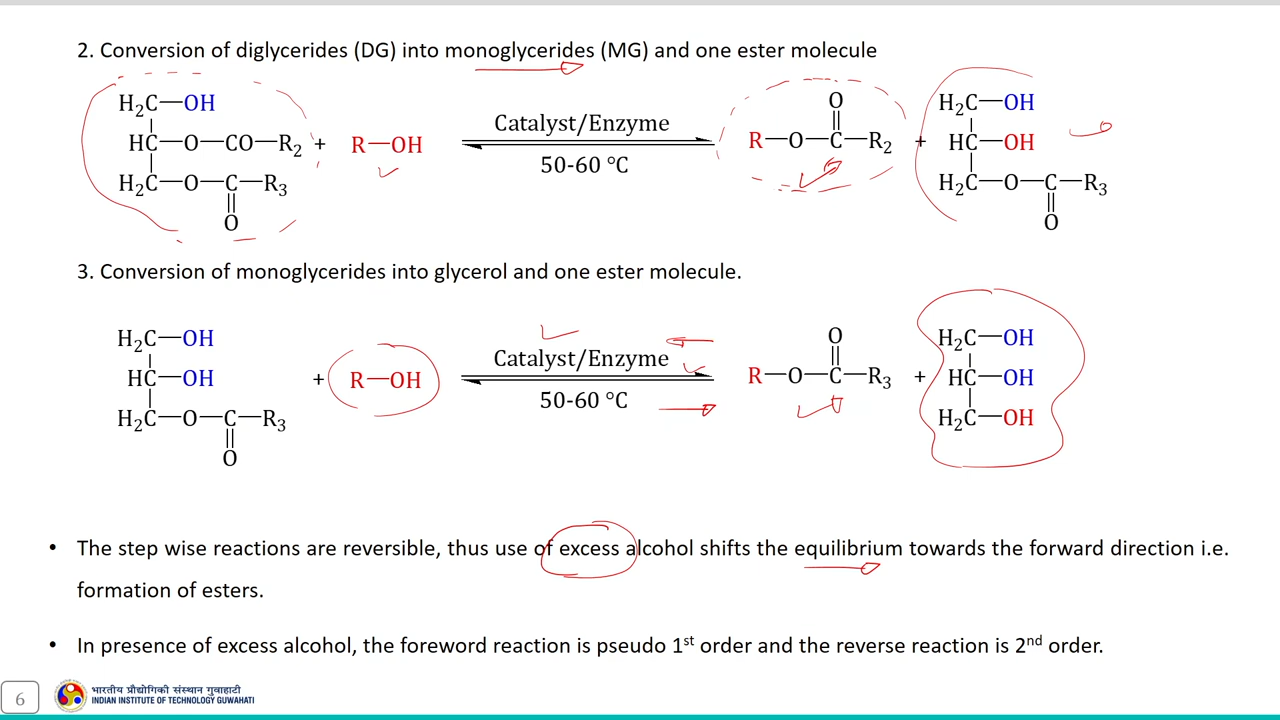 2. Conversion of diglycerides (DG) into monoglycerides (MG) and one ester molecule
H₂C—OH
HC—O—CO—R₂ + R—OH
H₂C—O—C—R₃
O
Catalyst/Enzyme
50-60 °C
O
R—O—C—R₂ +
H₂C—OH
HC—OH
H₂C—O—C—R₃
O
3. Conversion of monoglycerides into glycerol and one ester molecule.
H₂C—OH
HC—OH + R—OH
H₂C—O—C—R₃
O
Catalyst/Enzyme
50-60 °C
O
R—O—C—R₃ +
H₂C—OH
HC—OH
H₂C—OH
• The step wise reactions are reversible, thus use of excess alcohol shifts the equilibrium towards the forward direction i.e.
formation of esters.
• In presence of excess alcohol, the foreword reaction is pseudo 1st order and the reverse reaction is 2nd order.
6
भारतीय प्रौद्योगिकी संस्थान गुवाहाटी
INDIAN INSTITUTE OF TECHNOLOGY GUWAHATI